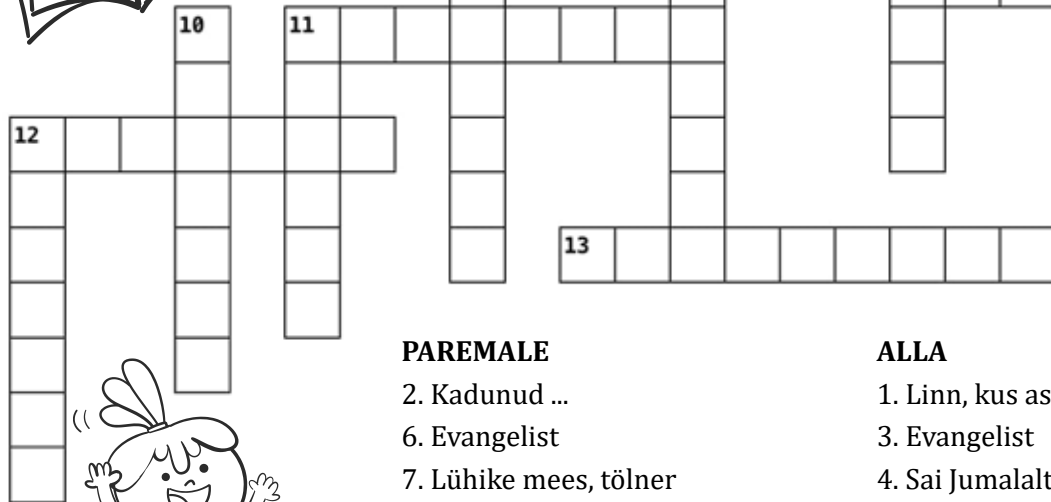 10
11
12
13
PAREMALE
2. Kadunud ...
6. Evangelist
7. Lühike mees, tölner
ALLA
1. Linn, kus as
3. Evangelist
4. Sai Jumalalt